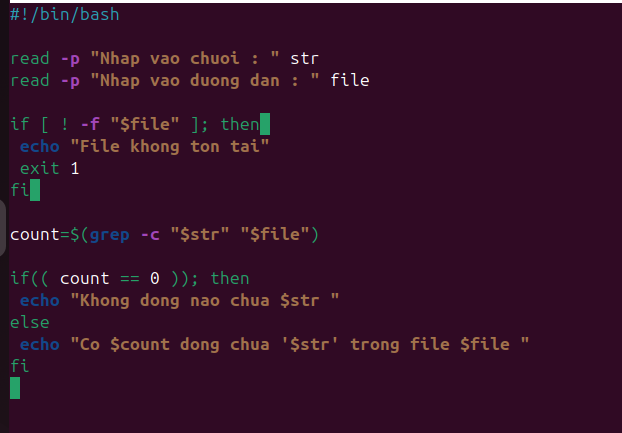 #!/bin/bash
read -p "Nhap vao chuoi : " str
read -p "Nhap vao duong dan : " file
if [ ! -f "$file" ]; then
echo "File khong ton tai"
exit 1
fi
count=$(grep -c "$str" "$file")
if(( count == 0 )); then
echo "Khong dong nao chua $str "
else
echo "Co $count dong chua '$str' trong file $file "
fi